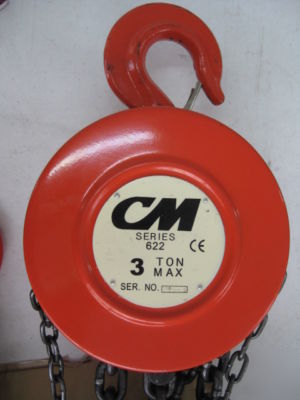 CM
SERIES
622
CE
3 TON
MAX
SER. NO.